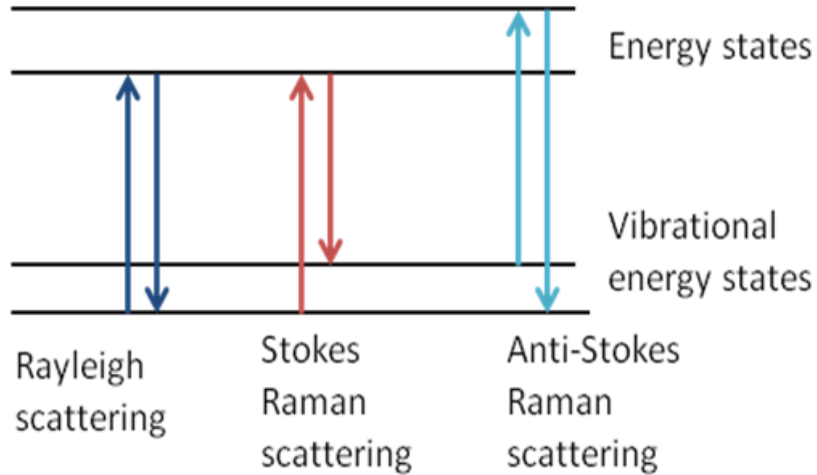 Energy states
Vibrational
energy states
Rayleigh
scattering
Stokes
Raman
scattering
Anti-Stokes
Raman
scattering